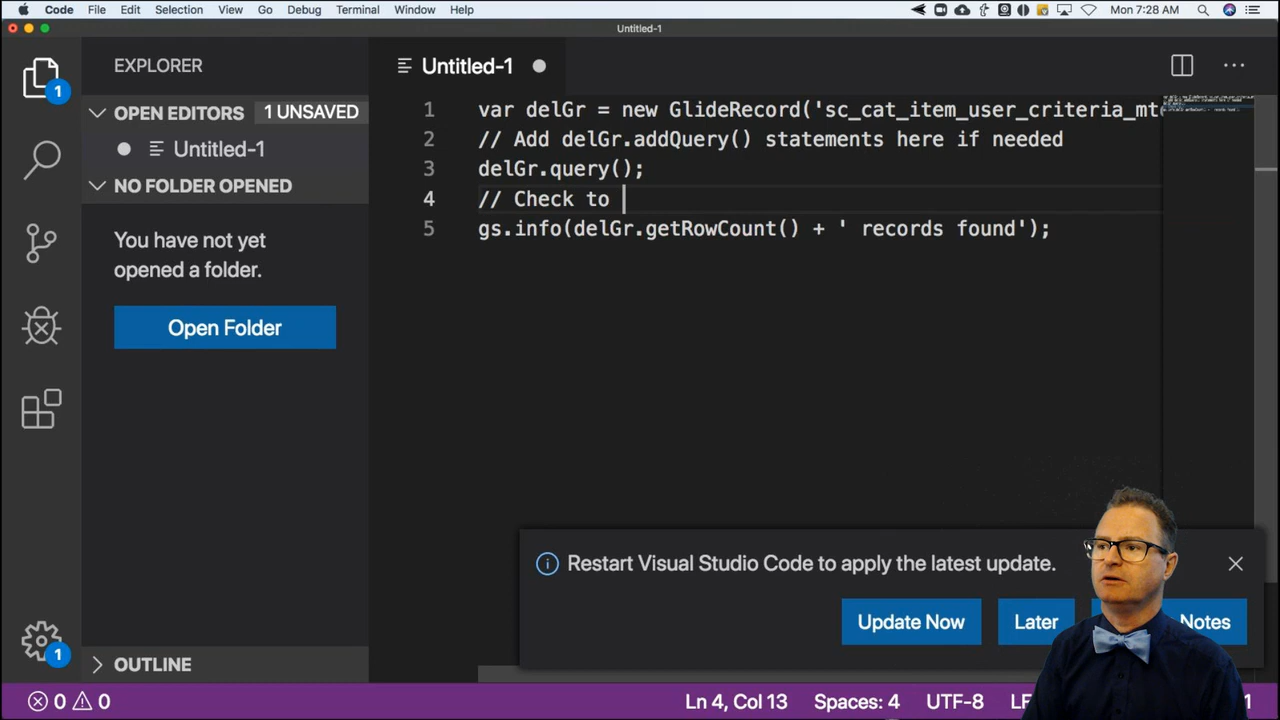 Code File Edit Selection View Go Debug Terminal Window Help Mon 7:28 AM
Untitled-1
EXPLORER
OPEN EDITORS 1 UNSAVED
Untitled-1
NO FOLDER OPENED
You have not yet
opened a folder.
Open Folder
OUTLINE
1
1
Untitled-1
1 var delGr = new GlideRecord('sc_cat_item_user_criteria_mt
2 // Add delGr.addQuery() statements here if needed
3 delGr.query();
4 // Check to
5 gs.info(delGr.getRowCount() + ' records found');
Restart Visual Studio Code to apply the latest update.
Update Now Later Notes
0 0 Ln 4, Col 13 Spaces: 4 UTF-8 1